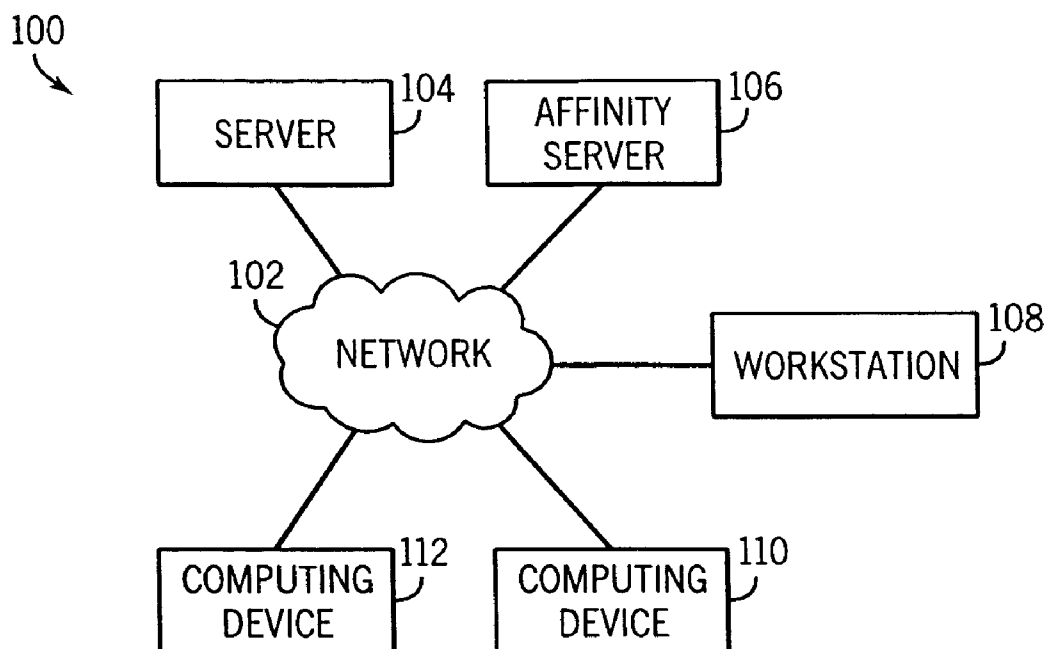 100
SERVER
104
AFFINITY
SERVER
106
102
NETWORK
WORKSTATION
108
COMPUTING
DEVICE
112
COMPUTING
DEVICE
110